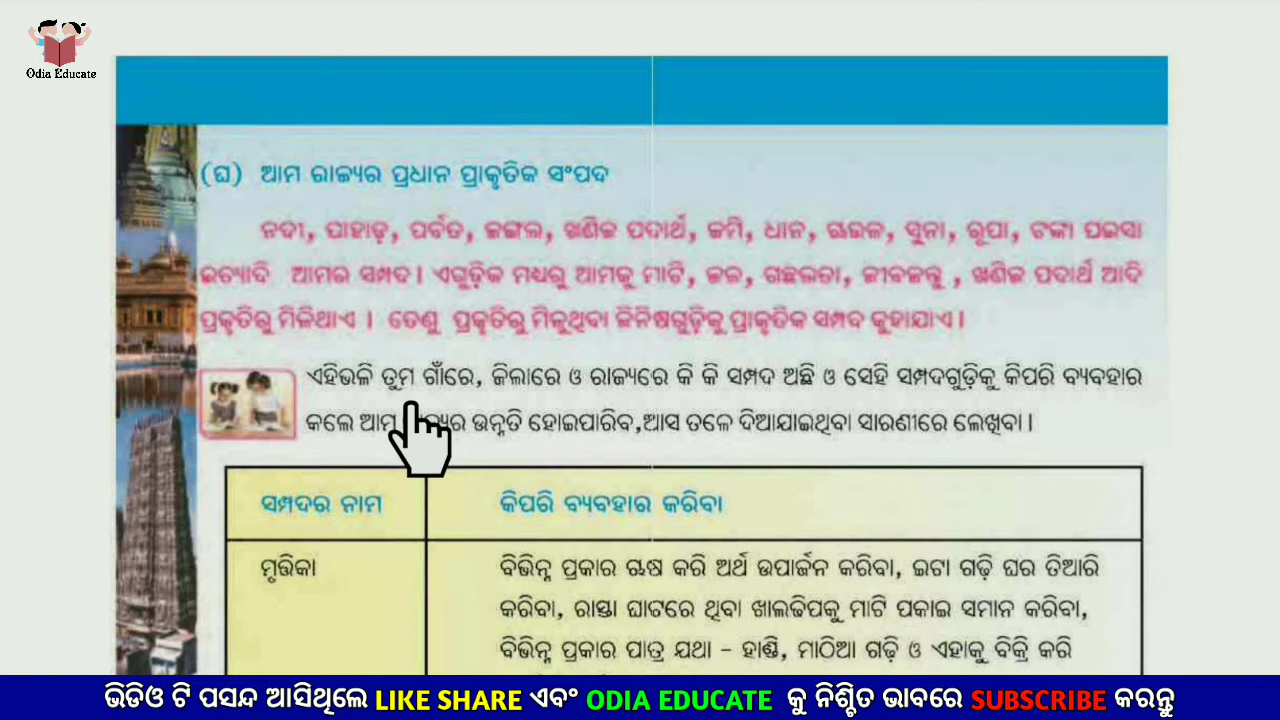 Odia Educate
(ଘ) ଆମ ରାଜ୍ୟର ପ୍ରଧାନ ପ୍ରାକୃତିକ ସଂପଦ
ନଦୀ, ପାହାଡ଼, ପର୍ବତ, ଜଙ୍ଗଲ, ଖଣିଜ ପଦାର୍ଥ, ଜମି, ଧାନ, ଚାଉଳ, ସୁନା, ରୂପା, ଟଙ୍କା ପଇସା
ଇତ୍ୟାଦି ଆମର ସମ୍ପଦ। ଏଗୁଡ଼ିକ ମଧ୍ୟରୁ ଆମକୁ ମାଟି, ଜଳ, ଗଛଲତା, ଜୀବଜନ୍ତୁ , ଖଣିଜ ପଦାର୍ଥ ଆଦି
ପ୍ରକୃତିରୁ ମିଳିଥାଏ । ତେଣୁ ପ୍ରକୃତିରୁ ମିଳୁଥିବା ଜିନିଷଗୁଡ଼ିକୁ ପ୍ରାକୃତିକ ସମ୍ପଦ କୁହାଯାଏ।
ଏହିଭଳି ତୁମ ଗାଁରେ, ଜିଲାରେ ଓ ରାଜ୍ୟରେ କି କି ସମ୍ପଦ ଅଛି ଓ ସେହି ସମ୍ପଦଗୁଡ଼ିକୁ କିପରି ବ୍ୟବହାର
କଲେ ଆମ ଉନ୍ନତି ହୋଇପାରିବ,ଆସ ତଳେ ଦିଆଯାଇଥିବା ସାରଣୀରେ ଲେଖିବା।
ସମ୍ପଦର ନାମ କିପରି ବ୍ୟବହାର କରିବା
ମୃତ୍ତିକା ବିଭିନ୍ନ ପ୍ରକାର ଚାଷ କରି ଅର୍ଥ ଉପାର୍ଜନ କରିବା, ଇଟା ଗଢ଼ି ଘର ତିଆରି
କରିବା, ରାସ୍ତା ଘାଟରେ ଥିବା ଖାଲଢିପକୁ ମାଟି ପକାଇ ସମାନ କରିବା,
ବିଭିନ୍ନ ପ୍ରକାର ପାତ୍ର ଯଥା – ହାଣ୍ଡି, ମାଠିଆ ଗଢ଼ି ଓ ଏହାକୁ ବିକ୍ରି କରି
ଭିଡିଓ ଟି ପସନ୍ଦ ଆସିଥିଲେ LIKE SHARE ଏବଂ ODIA EDUCATE କୁ ନିଶ୍ଚିତ ଭାବରେ SUBSCRIBE କରନ୍ତୁ